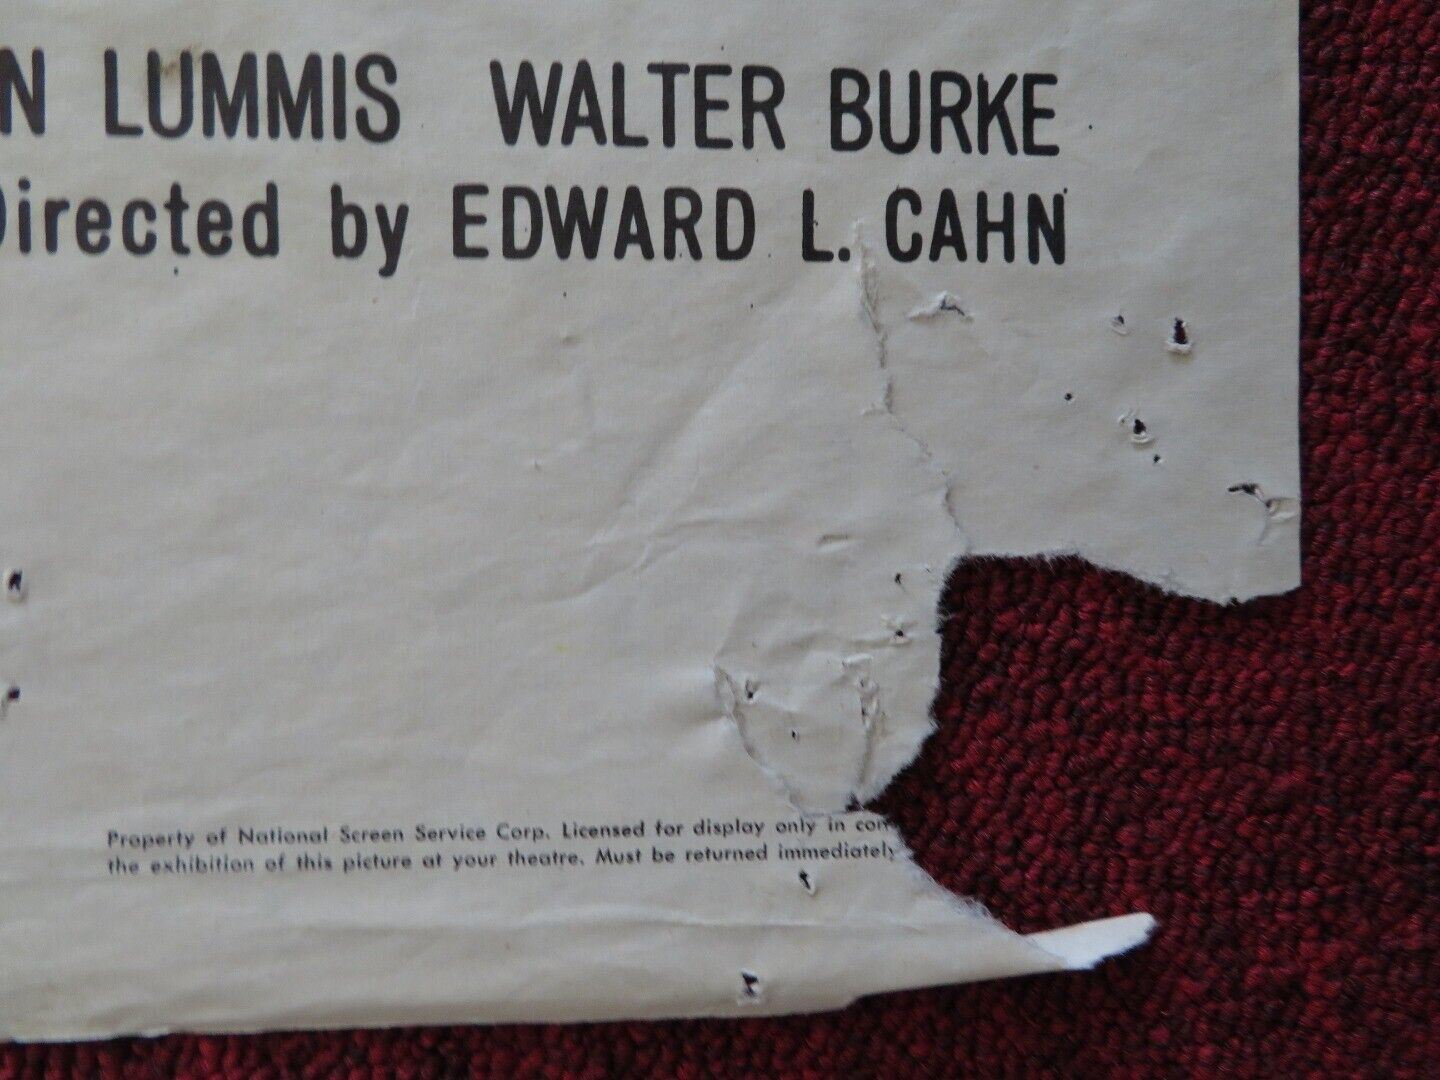 N LUMMIS WALTER BURKE
Directed by EDWARD L. CAHN
Property of National Screen Service Corp. Licensed for display only in con
the exhibition of this picture at your theatre. Must be returned immediately